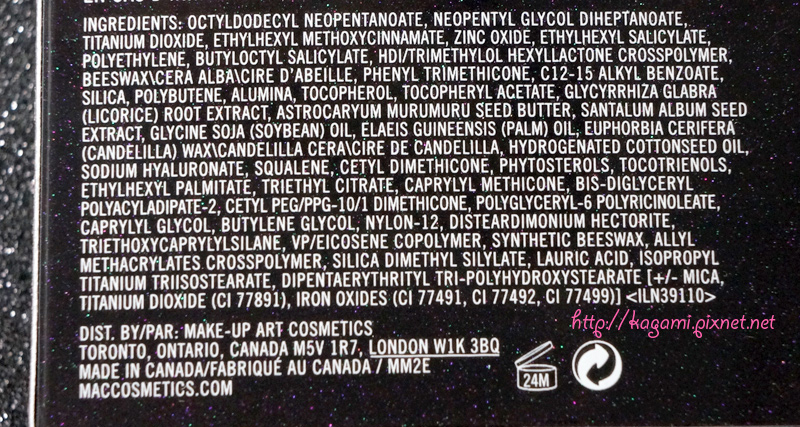 INGREDIENTS: OCTYLDODECYL NEOPENTANOATE, NEOPENTYL GLYCOL DIHEPTANOATE,
TITANIUM DIOXIDE, ETHYLHEXYL METHOXYCINNAMATE, ZINC OXIDE, ETHYLHEXYL SALICYLATE,
POLYETHYLENE, BUTYLOCTYL SALICYLATE, HDI/TRIMETHYLOL HEXYLLACTONE CROSSPOLYMER,
BEESWAX\CERA ALBA\CIRE D'ABEILLE, PHENYL TRIMETHICONE, C12-15 ALKYL BENZOATE,
SILICA, POLYBUTENE, ALUMINA, TOCOPHEROL, TOCOPHERYL ACETATE, GLYCYRRHIZA GLABRA
(LICORICE) ROOT EXTRACT, ASTROCARYUM MURUMURU SEED BUTTER, SANTALUM ALBUM SEED
EXTRACT, GLYCINE SOJA (SOYBEAN) OIL, ELAEIS GUINEENSIS (PALM) OIL, EUPHORBIA CERIFERA
(CANDELILLA) WAX\CANDELILLA CERA\CIRE DE CANDELILLA, HYDROGENATED COTTONSEED OIL,
SODIUM HYALURONATE, SQUALENE, CETYL DIMETHICONE, PHYTOSTEROLS, TOCOTRIENOLS,
ETHYLHEXYL PALMITATE, TRIETHYL CITRATE, CAPRYLYL METHICONE, BIS-DIGLYCERYL
POLYACYLADIPATE-2, CETYL PEG/PPG-10/1 DIMETHICONE, POLYGLYCERYL-6 POLYRICINOLEATE,
CAPRYLYL GLYCOL, BUTYLENE GLYCOL, NYLON-12, DISTEARDIMONIUM HECTORITE,
TRIETHOXYCAPRYLYLSILANE, VP/EICOSENE COPOLYMER, SYNTHETIC BEESWAX, ALLYL
METHACRYLATES CROSSPOLYMER, SILICA DIMETHYL SILYLATE, LAURIC ACID, ISOPROPYL
TITANIUM TRIISOSTEARATE, DIPENTAERYTHRITYL TRI-POLYHYDROXYSTEARATE [+/- MICA,
TITANIUM DIOXIDE (CI 77891), IRON OXIDES (CI 77491, CI 77492, CI 77499)] <ILN39110>
http://kagami.pixnet.net
DIST. BY/PAR: MAKE-UP ART COSMETICS
TORONTO, ONTARIO, CANADA M5V 1R7, LONDON W1K 3BQ
MADE IN CANADA/FABRIQUÉ AU CANADA / MM2E
MACCOSMETICS.COM
24M